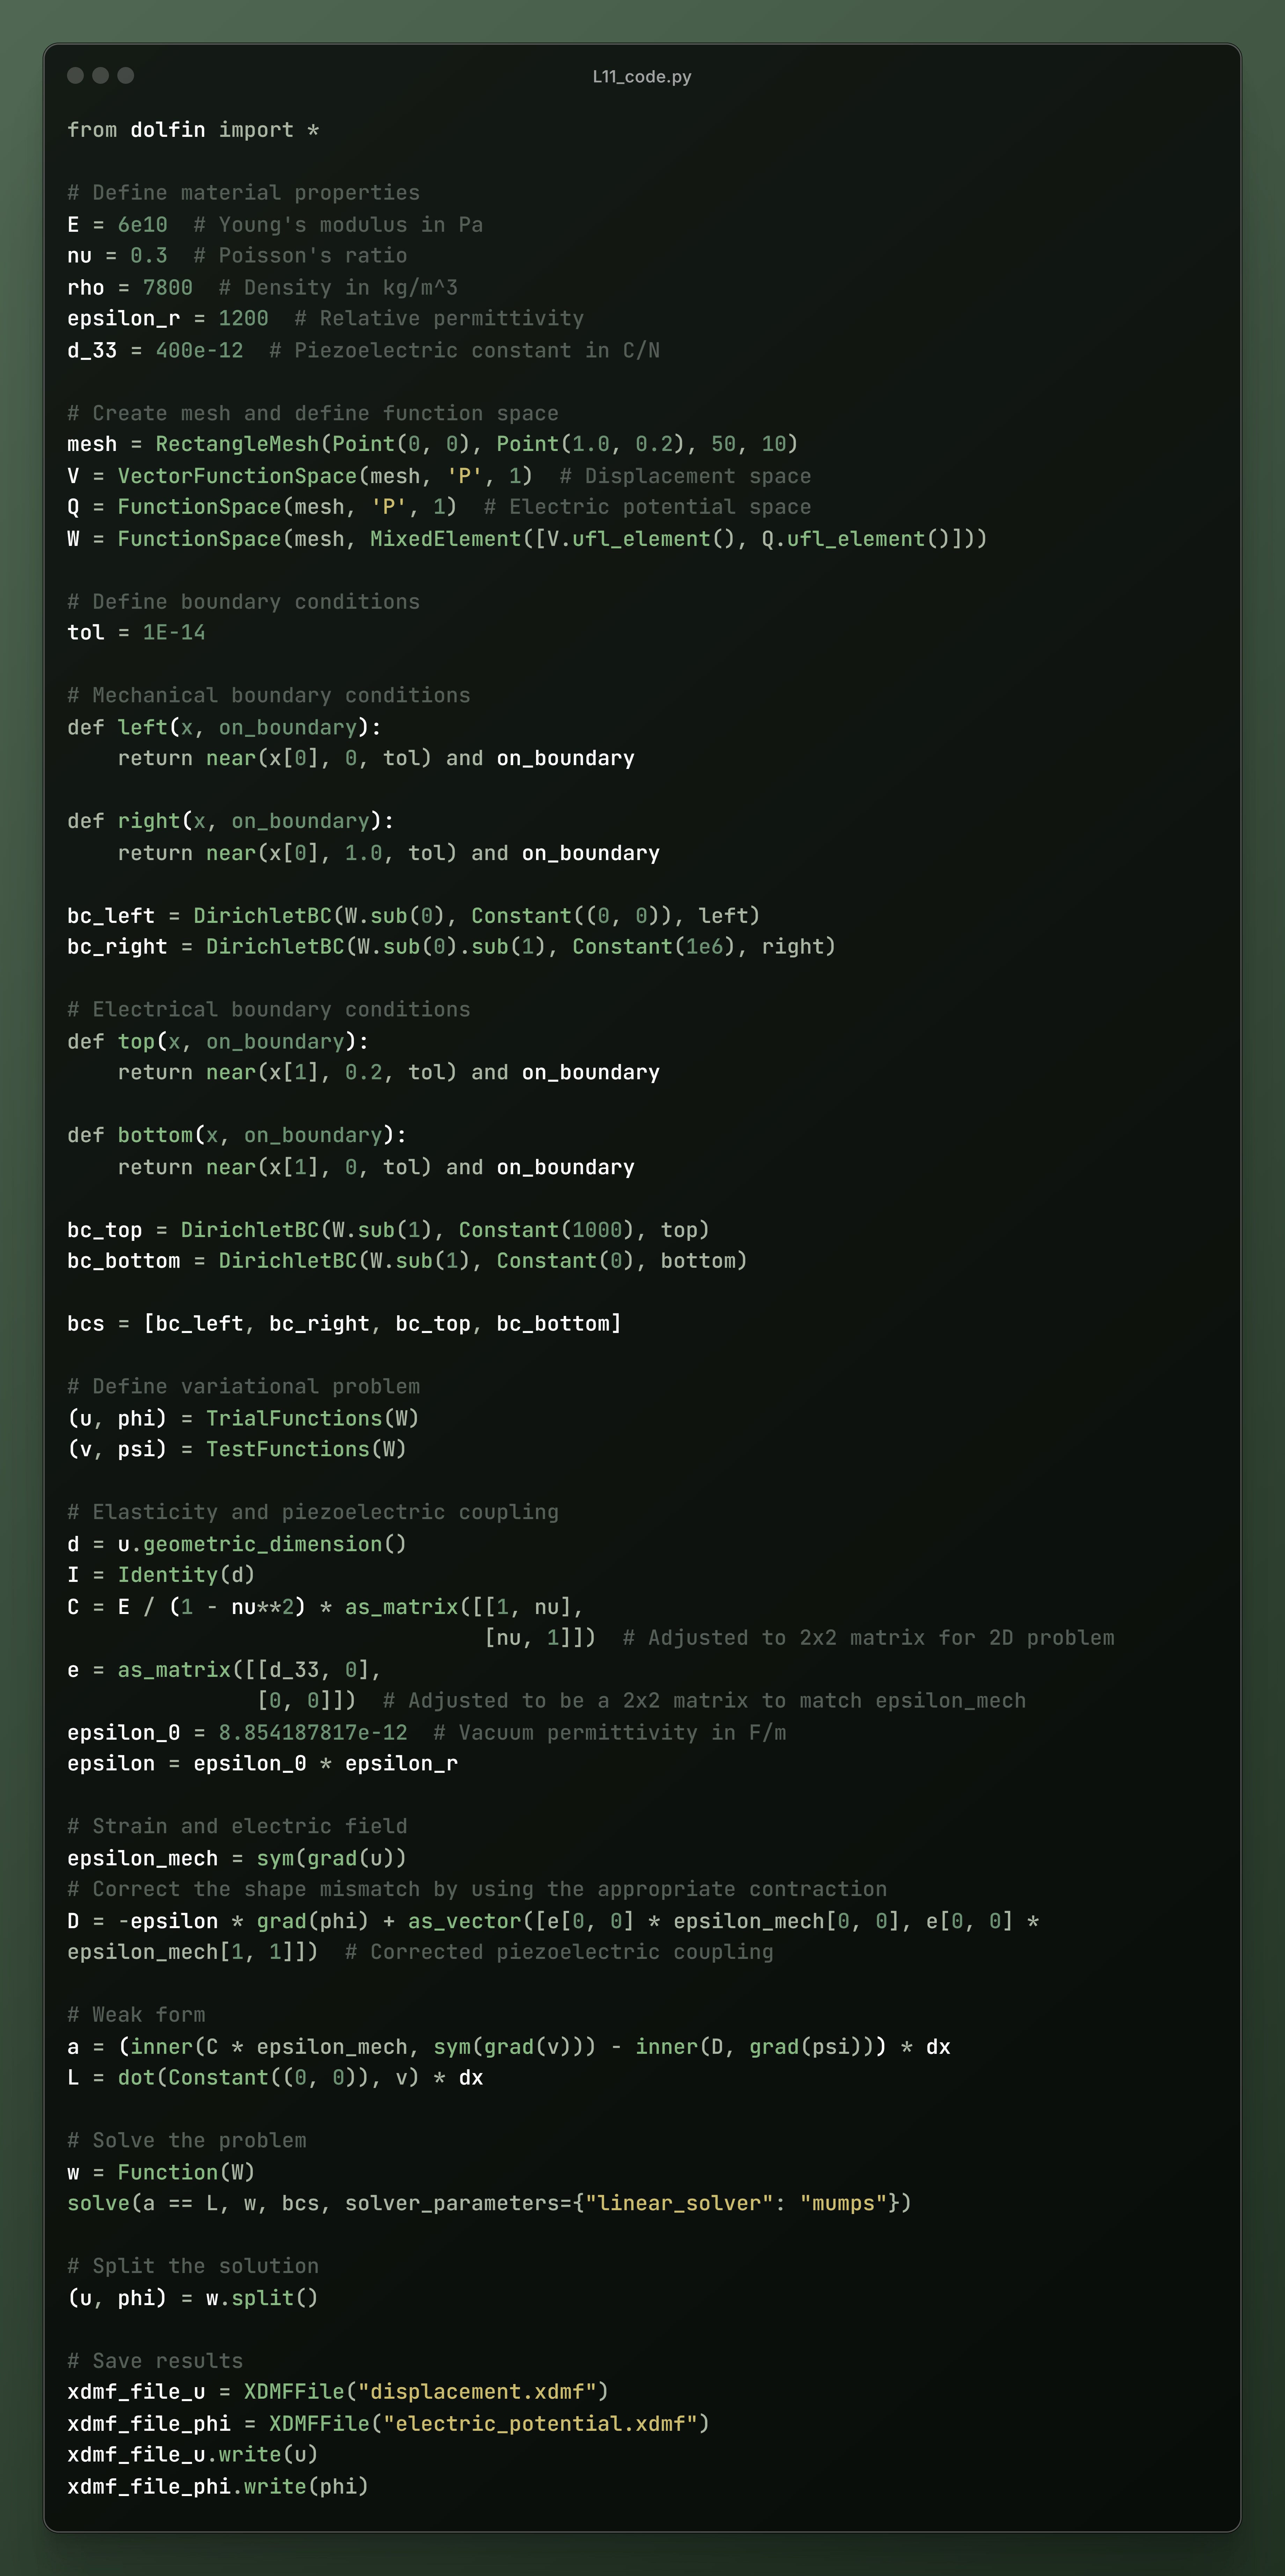 L11_code.py
from dolfin import *

# Define material properties
E = 6e10  # Young's modulus in Pa
nu = 0.3  # Poisson's ratio
rho = 7800  # Density in kg/m^3
epsilon_r = 1200  # Relative permittivity
d_33 = 400e-12  # Piezoelectric constant in C/N

# Create mesh and define function space
mesh = RectangleMesh(Point(0, 0), Point(1.0, 0.2), 50, 10)
V = VectorFunctionSpace(mesh, 'P', 1)  # Displacement space
Q = FunctionSpace(mesh, 'P', 1)  # Electric potential space
W = FunctionSpace(mesh, MixedElement([V.ufl_element(), Q.ufl_element()]))

# Define boundary conditions
tol = 1E-14

# Mechanical boundary conditions
def left(x, on_boundary):
    return near(x[0], 0, tol) and on_boundary

def right(x, on_boundary):
    return near(x[0], 1.0, tol) and on_boundary

bc_left = DirichletBC(W.sub(0), Constant((0, 0)), left)
bc_right = DirichletBC(W.sub(0).sub(1), Constant(1e6), right)

# Electrical boundary conditions
def top(x, on_boundary):
    return near(x[1], 0.2, tol) and on_boundary

def bottom(x, on_boundary):
    return near(x[1], 0, tol) and on_boundary

bc_top = DirichletBC(W.sub(1), Constant(1000), top)
bc_bottom = DirichletBC(W.sub(1), Constant(0), bottom)

bcs = [bc_left, bc_right, bc_top, bc_bottom]

# Define variational problem
(u, phi) = TrialFunctions(W)
(v, psi) = TestFunctions(W)

# Elasticity and piezoelectric coupling
d = u.geometric_dimension()
I = Identity(d)
C = E / (1 - nu**2) * as_matrix([[1, nu],
                                 [nu, 1]])  # Adjusted to 2x2 matrix for 2D problem
e = as_matrix([[d_33, 0],
               [0, 0]])  # Adjusted to be a 2x2 matrix to match epsilon_mech
epsilon_0 = 8.854187817e-12  # Vacuum permittivity in F/m
epsilon = epsilon_0 * epsilon_r

# Strain and electric field
epsilon_mech = sym(grad(u))
# Correct the shape mismatch by using the appropriate contraction
D = -epsilon * grad(phi) + as_vector([e[0, 0] * epsilon_mech[0, 0], e[0, 0] *
epsilon_mech[1, 1]])  # Corrected piezoelectric coupling

# Weak form
a = (inner(C * epsilon_mech, sym(grad(v))) - inner(D, grad(psi))) * dx
L = dot(Constant((0, 0)), v) * dx

# Solve the problem
w = Function(W)
solve(a == L, w, bcs, solver_parameters={"linear_solver": "mumps"})

# Split the solution
(u, phi) = w.split()

# Save results
xdmf_file_u = XDMFFile("displacement.xdmf")
xdmf_file_phi = XDMFFile("electric_potential.xdmf")
xdmf_file_u.write(u)
xdmf_file_phi.write(phi)